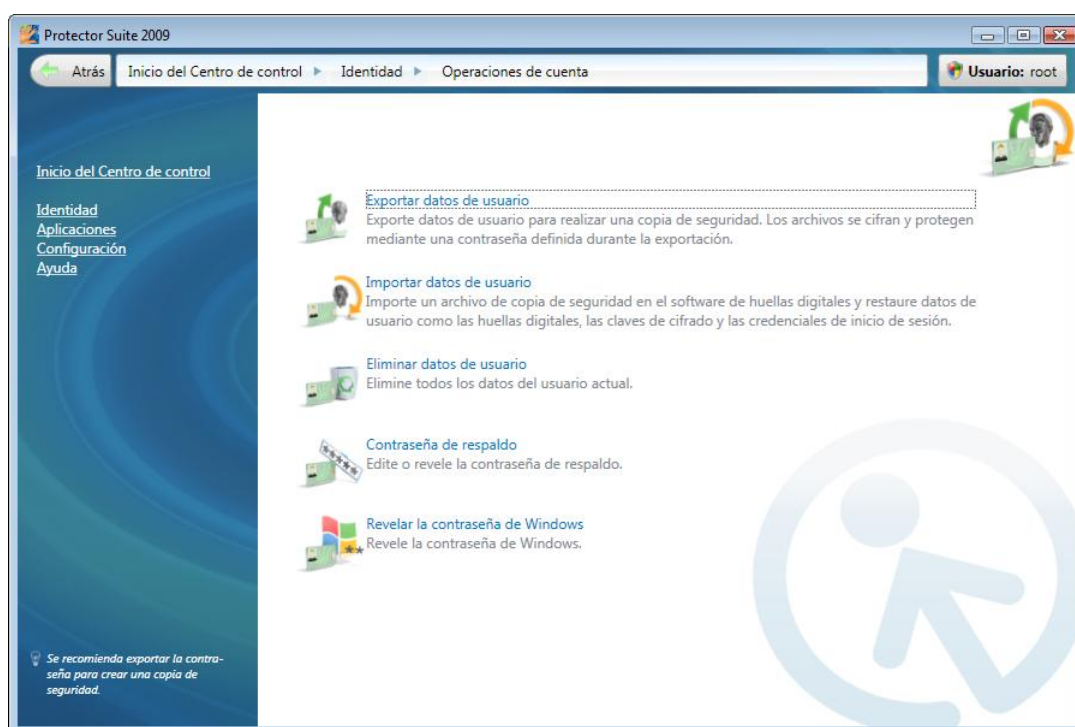 Protector Suite 2009
Atrás
Inicio del Centro de control
Identidad
Operaciones de cuenta
Usuario: root
Inicio del Centro de control
Identidad
Aplicaciones
Configuración
Ayuda
Exportar datos de usuario
Exporte datos de usuario para realizar una copia de seguridad. Los archivos se cifran y protegen
mediante una contraseña definida durante la exportación.
Importar datos de usuario
Importe un archivo de copia de seguridad en el software de huellas digitales y restaure datos de
usuario como las huellas digitales, las claves de cifrado y las credenciales de inicio de sesión.
Eliminar datos de usuario
Elimine todos los datos del usuario actual.
Contraseña de respaldo
Edite o revele la contraseña de respaldo.
Revelar la contraseña de Windows
Revele la contraseña de Windows.
Se recomienda exportar la contra-
seña para crear una copia de
seguridad.